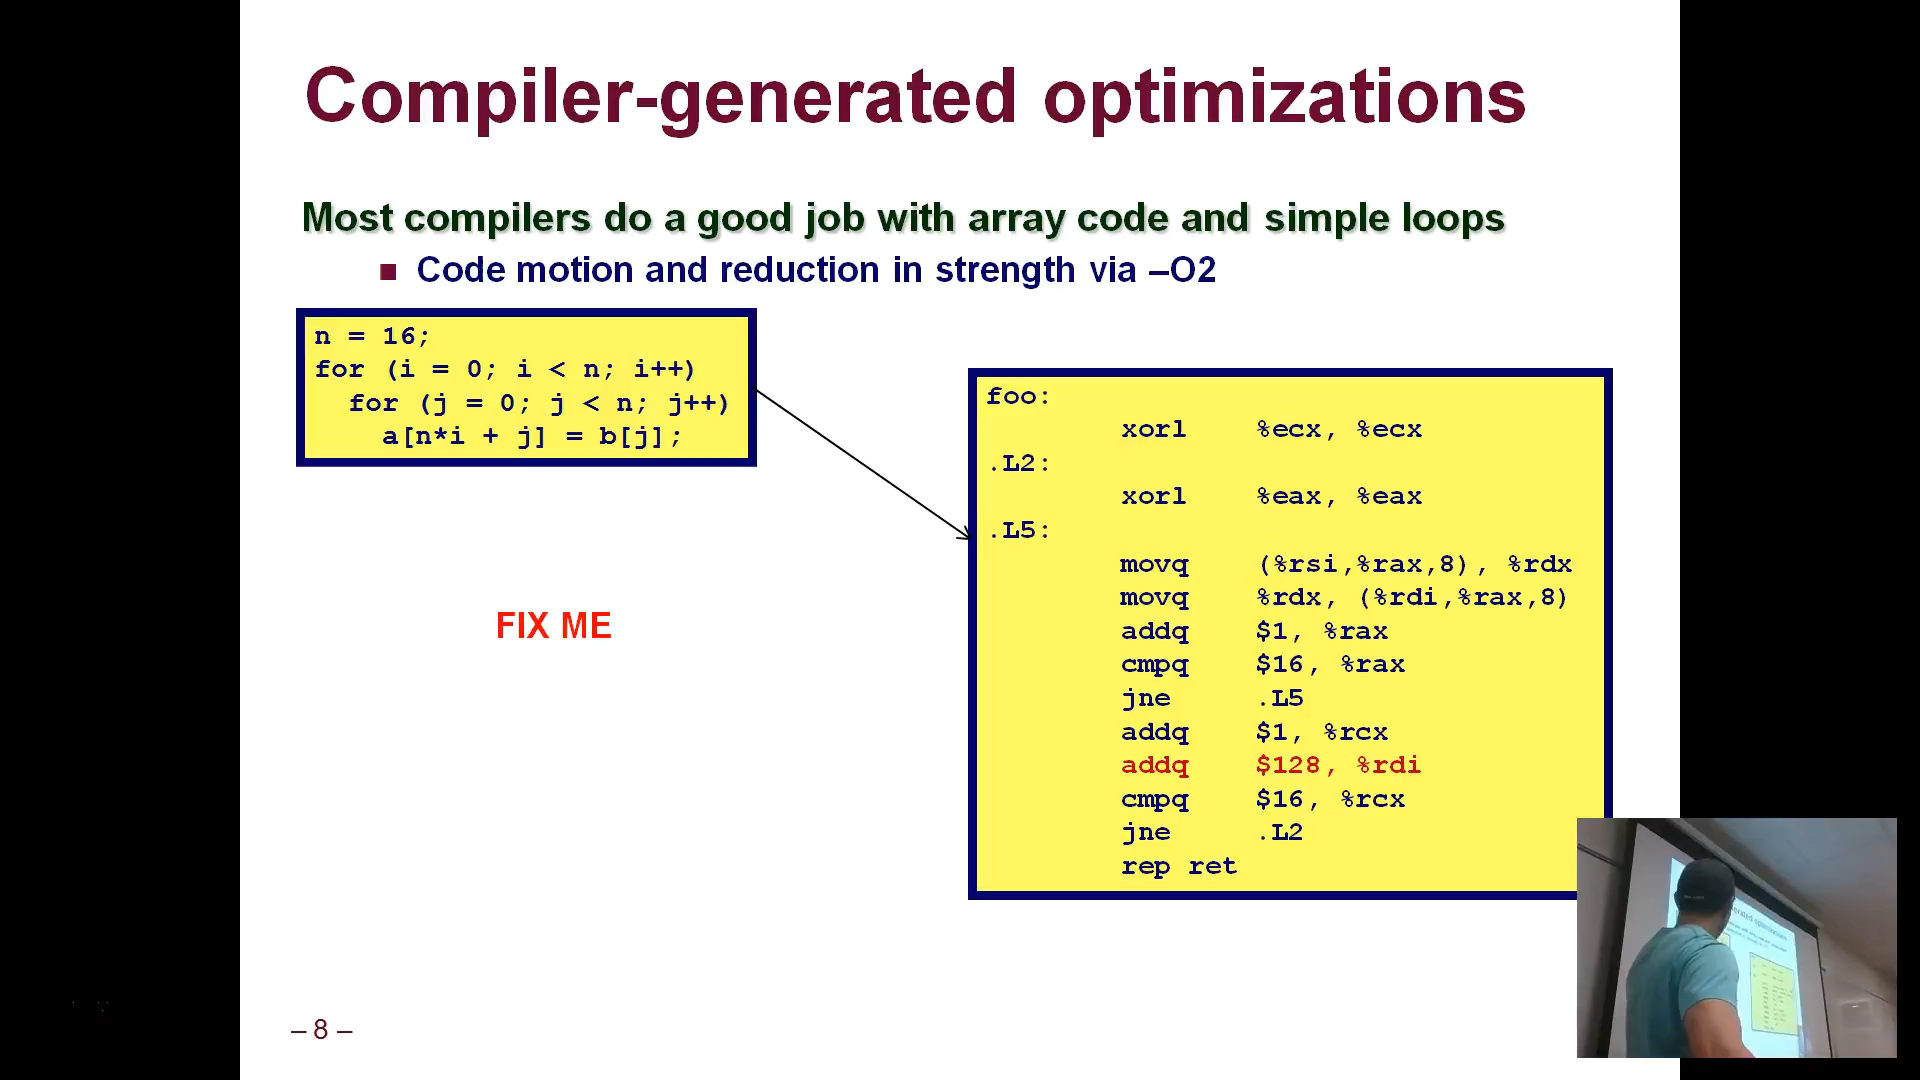 Compiler-generated optimizations
Most compilers do a good job with array code and simple loops
■ Code motion and reduction in strength via –O2
n = 16;
for (i = 0; i < n; i++)
for (j = 0; j < n; j++)
a[n*i + j] = b[j];
FIX ME
foo:
xorl %ecx, %ecx
.L2:
xorl %eax, %eax
.L5:
movq (%rsi,%rax,8), %rdx
movq %rdx, (%rdi,%rax,8)
addq $1, %rax
cmpq $16, %rax
jne .L5
addq $1, %rcx
addq $128, %rdi
cmpq $16, %rcx
jne .L2
rep ret
– 8 –